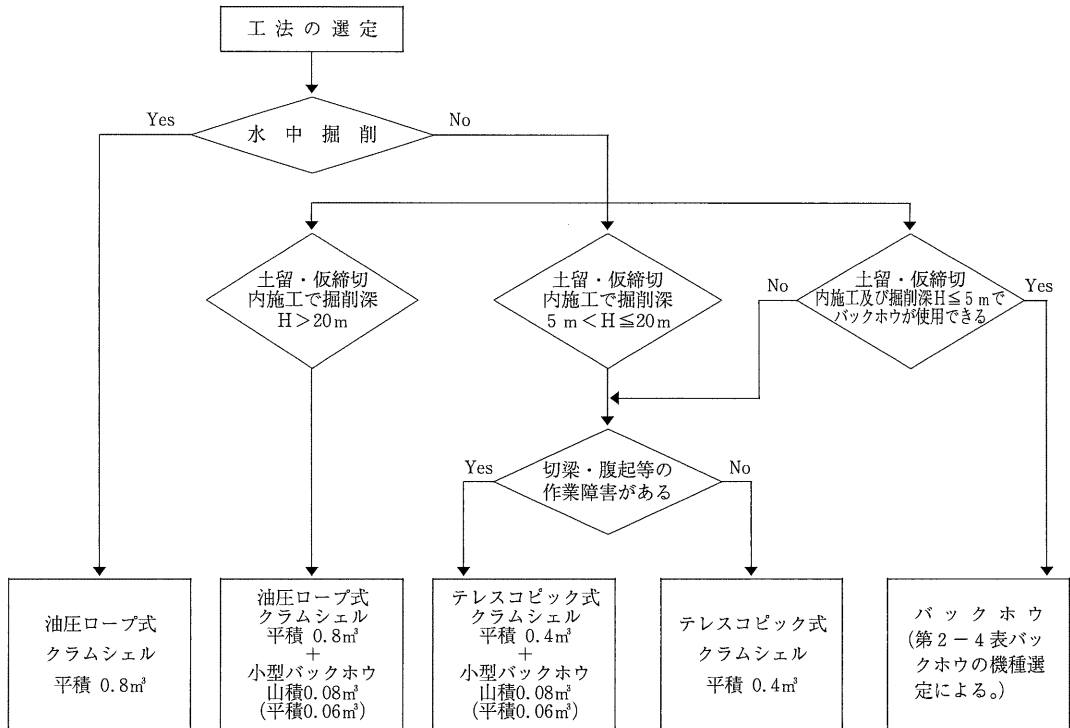 工法の選定
Yes
水中掘削
No
土留・仮締切
内施工で掘削深
H＞20m
土留・仮締切
内施工で掘削深
5m＜H≦20m
No
土留・仮締切
内施工及び掘削深H≦5mで
バックホウが使用できる
Yes
Yes
切梁・腹起等の
作業障害がある
No
油圧ロープ式
クラムシェル
平積 0.8㎥
油圧ロープ式
クラムシェル
平積 0.8㎥
＋
小型バックホウ
山積0.08㎥
(平積0.06㎥)
テレスコピック式
クラムシェル
平積 0.4㎥
＋
小型バックホウ
山積0.08㎥
(平積0.06㎥)
テレスコピック式
クラムシェル
平積 0.4㎥
バックホウ
(第2－4表バッ
クホウの機種選
定による。)